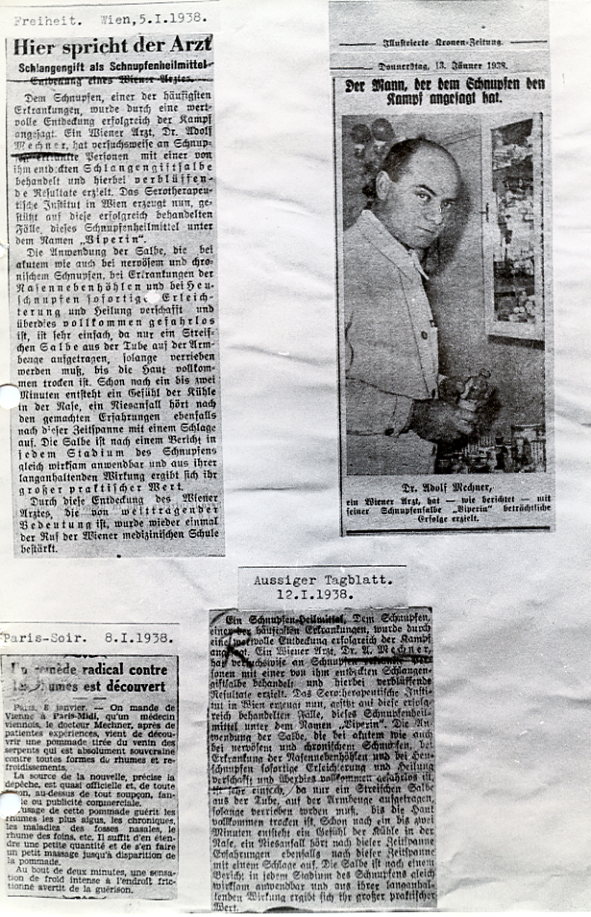 Freiheit. Wien,5.I.1938.
Hier spricht der Arzt
Schlangengift als Schnupfenheilmittel
Entdeckung eines Wiener Arztes.
Dem Schnupfen, einer der häufigsten
Erkrankungen, wurde durch eine wert-
volle Entdeckung erfolgreich der Kampf
angesagt. Ein Wiener Arzt, Dr. Adolf
Mechner, hat versuchsweise an Schnup-
fen erkrankte Personen mit einer von
ihm entdeckten Schlangengiftsalbe
behandelt und hierbei verblüffen-
de Resultate erzielt. Das Serotherapeu-
tische Institut in Wien erzeugt nun, ge-
stützt auf diese erfolgreich behandelten
Fälle, dieses Schnupfenheilmittel unter
dem Namen „Viperin“.
Die Anwendung der Salbe, die bei
akutem wie auch bei nervösem und chro-
nischem Schnupfen, bei Erkrankungen der
Nasennebenhöhlen und bei Heu-
schnupfen sofortige Erleich-
terung und Heilung verschafft und
überdies vollkommen gefahrlos
ist, ist sehr einfach, da nur ein Streif-
chen Salbe aus der Tube auf der Arm-
beuge aufgetragen, solange verrieben
werden muß, bis die Haut vollkom-
men trocken ist. Schon nach ein bis zwei
Minuten entsteht ein Gefühl der Kühle
in der Nase, ein Niesanfall hört nach
den gemachten Erfahrungen ebenfalls
nach dieser Zeitspanne mit einem Schlage
auf. Die Salbe ist nach einem Bericht in
jedem Stadium des Schnupfens
gleich wirksam anwendbar und aus ihrer
langanhaltenden Wirkung ergibt sich ihr
großer praktischer Wert.
Durch diese Entdeckung des Wiener
Arztes, die von weittragender
Bedeutung ist, wurde wieder einmal
der Ruf der Wiener medizinischen Schule
bestärkt.
Illustrierte Kronen-Zeitung
Donnerstag, 13. Jänner 1938.
Der Mann, der dem Schnupfen den
Kampf angesagt hat.
Dr. Adolf Mechner,
ein Wiener Arzt, hat — wie berichtet — mit
seiner Schnupfensalbe „Viperin“ beträchtliche
Erfolge erzielt.
Paris-Soir. 8.I.1938.
Un remède radical contre
les rhumes est découvert
Paris, 8 janvier. — On mande de
Vienne à Paris-Midi, qu'un médecin
viennois, le docteur Mechner, après de
patientes expériences, vient de décou-
vrir une pommade tirée du venin des
serpents qui est absolument souveraine
contre toutes formes de rhumes et re-
froidissements.
La source de la nouvelle, précise la
dépêche, est quasi officielle et, de toute
au-dessus de tout soupçon, fan-
ie ou publicité commerciale.
L'usage de cette pommade guérit les
rhumes les plus aigus, les chroniques,
les maladies des fosses nasales, le
rhume des foins, etc. Il suffit d'en éten-
dre une petite quantité et de s'en faire
un petit massage jusqu'à disparition de
la pommade.
Au bout de deux minutes, une sensa-
tion de froid intense à l'endroit fric-
tionné avertit de la guérison.
Aussiger Tagblatt.
12.I.1938.
Ein Schnupfen-Heilmittel. Dem Schnupfen,
einer der häufigsten Erkrankungen, wurde durch
eine wertvolle Entdeckung erfolgreich der Kampf
angesagt. Ein Wiener Arzt, Dr. A. Mechner,
hat versuchsweise an Schnupfen erkrankte Per-
sonen mit einer von ihm entdeckten Schlangen-
giftsalbe behandelt und hierbei verblüffende
Resultate erzielt. Das Serotherapeutische Insti-
tut in Wien erzeugt nun, gestützt auf diese erfolg-
reich behandelten Fälle, dieses Schnupfenheil-
mittel unter dem Namen „Viperin“. Die An-
wendung der Salbe, die bei akutem wie auch
bei nervösem und chronischem Schnupfen, bei
Erkrankung der Nasennebenhöhlen und bei Heu-
schnupfen sofortige Erleichterung und Heilung
verschafft und überdies vollkommen gefahrlos ist,
ist sehr einfach, da nur ein Streifchen Salbe
aus der Tube, auf der Armbeuge aufgetragen,
solange verrieben werden muß, bis die Haut
vollkommen trocken ist. Schon nach ein bis zwei
Minuten entsteht ein Gefühl der Kühle in der
Nase, ein Niesanfall hört nach dieser Zeitspanne
Erfahrungen ebenfalls nach dieser Zeitspanne
mit einem Schlage auf. Die Salbe ist nach einem
Bericht in jedem Stadium des Schnupfens gleich
wirksam anwendbar und aus ihrer langanhal-
tenden Wirkung ergibt sich ihr großer praktischer
Wert.